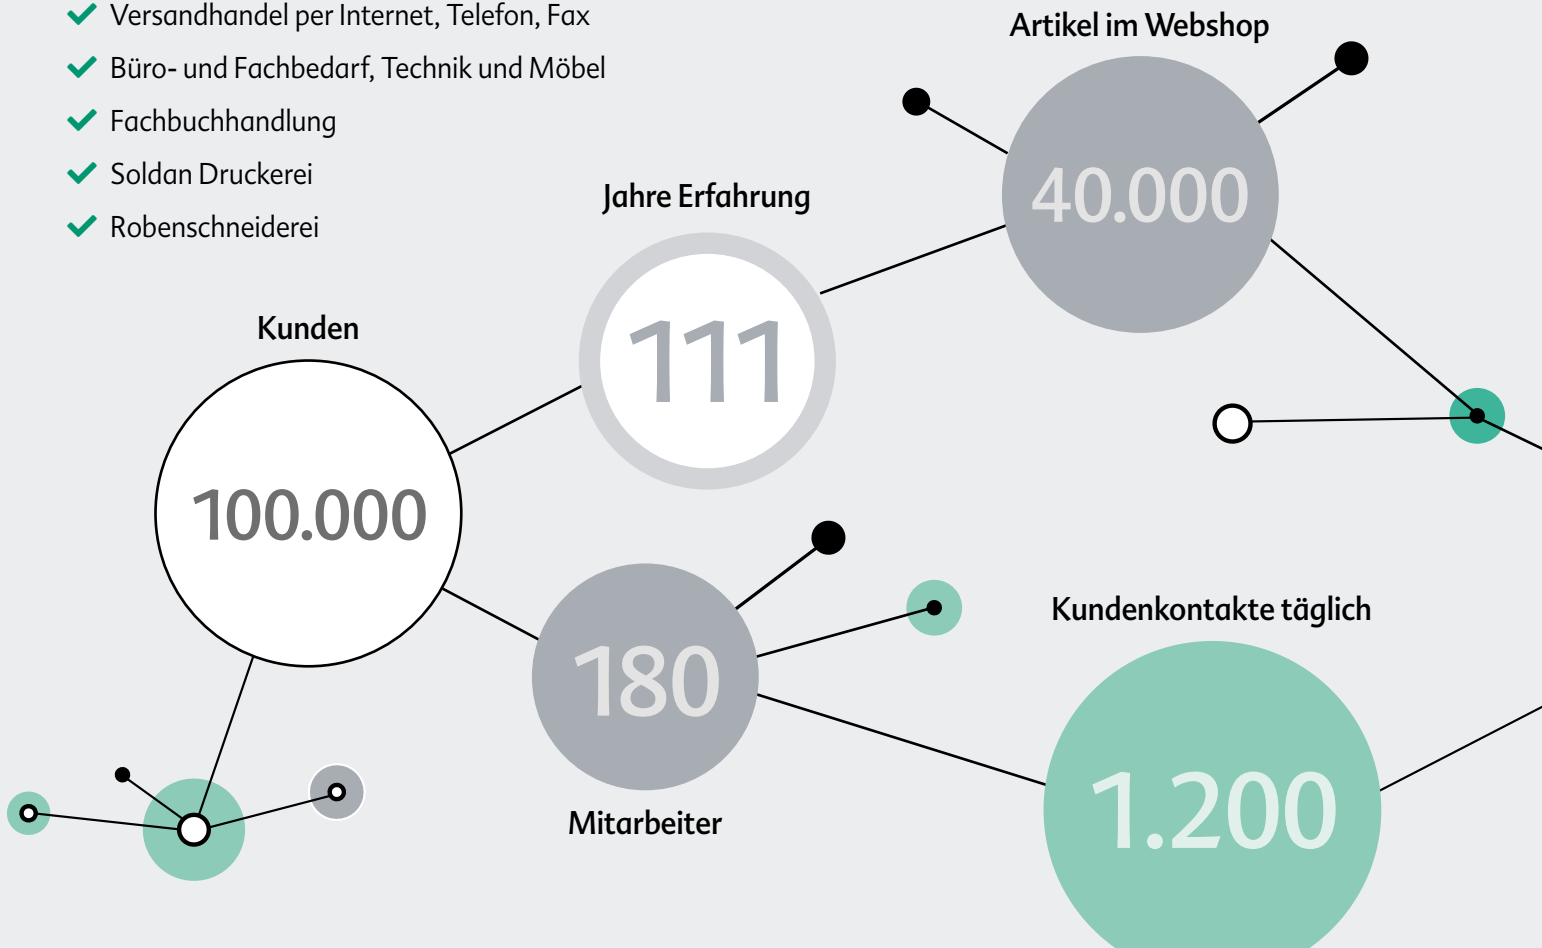 Versandhandel per Internet, Telefon, Fax
Büro- und Fachbedarf, Technik und Möbel
Fachbuchhandlung
Soldan Druckerei
Robenschneiderei
Artikel im Webshop
40.000
Jahre Erfahrung
111
Kunden
100.000
180
Mitarbeiter
Kundenkontakte täglich
1.200